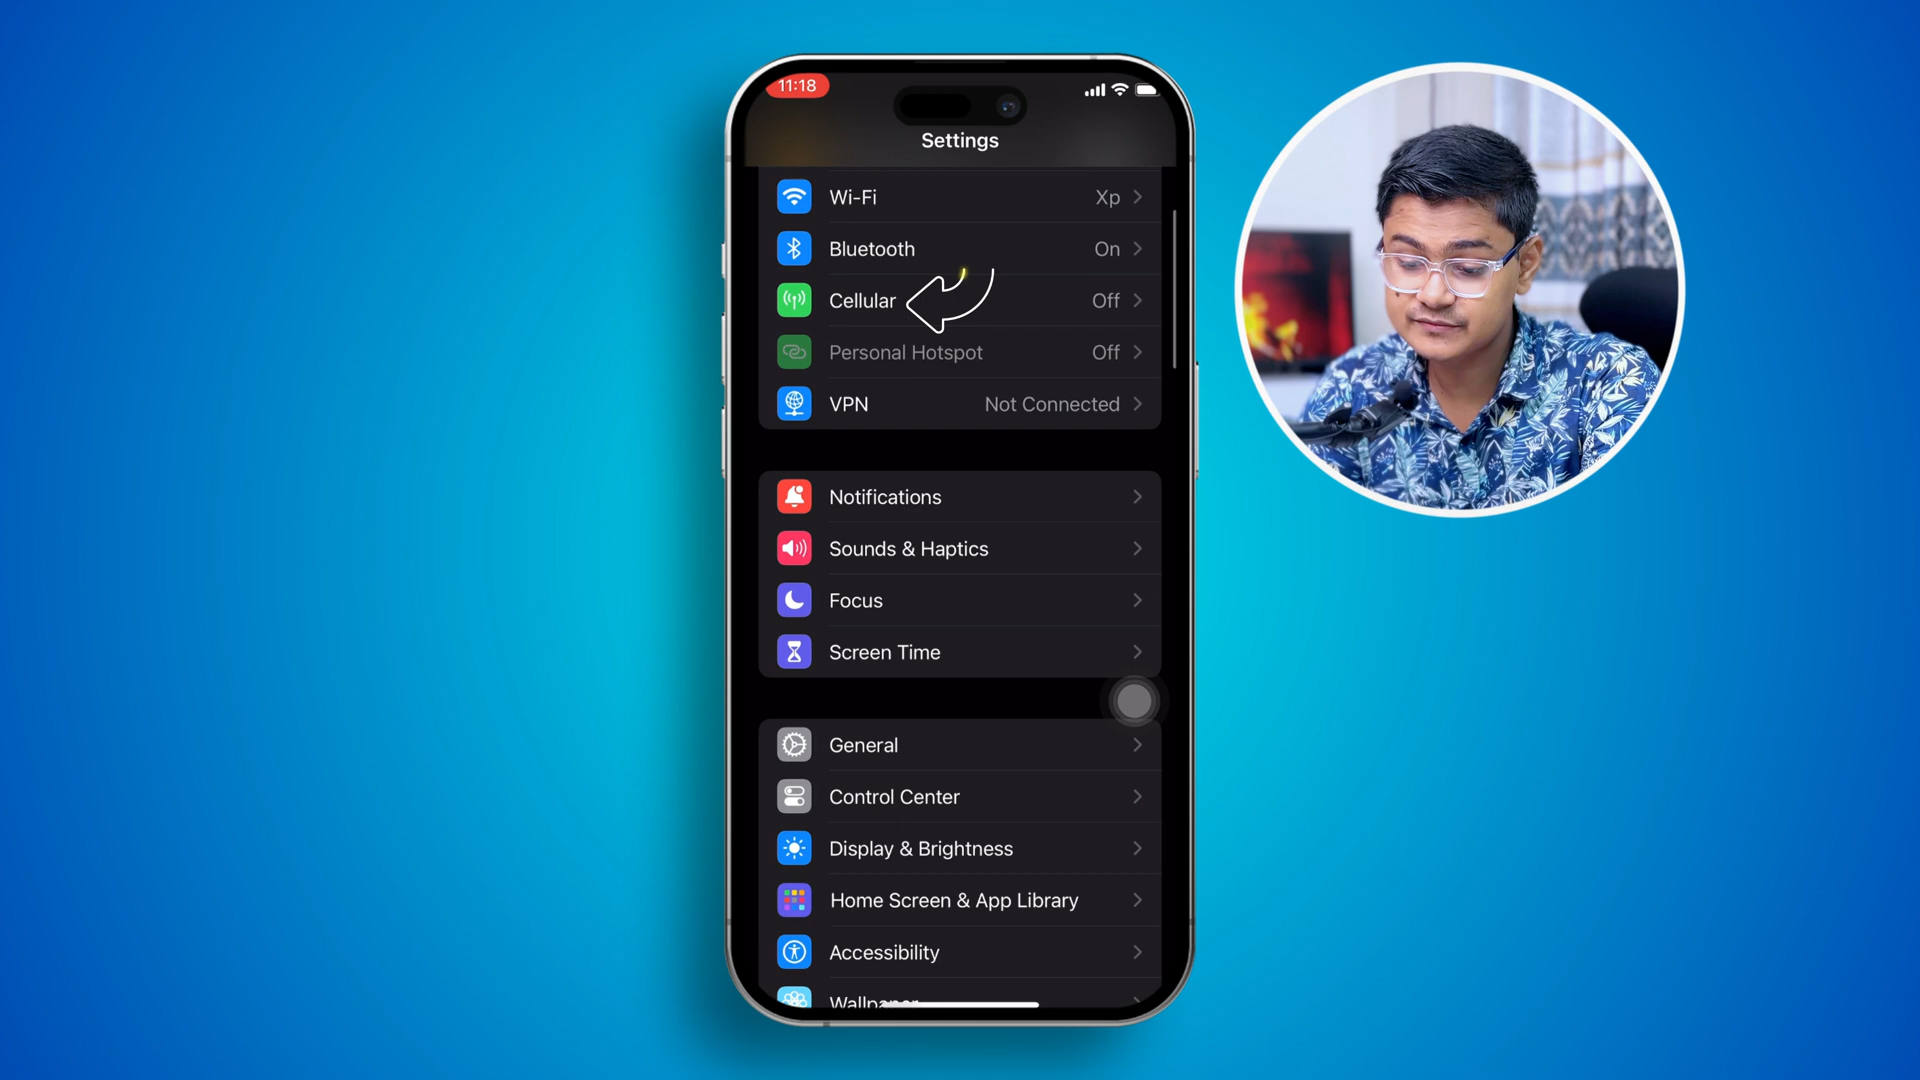 11:18
Settings
Wi-Fi Xp
Bluetooth On
Cellular Off
Personal Hotspot Off
VPN Not Connected
Notifications
Sounds & Haptics
Focus
Screen Time
General
Control Center
Display & Brightness
Home Screen & App Library
Accessibility
Wallpaper